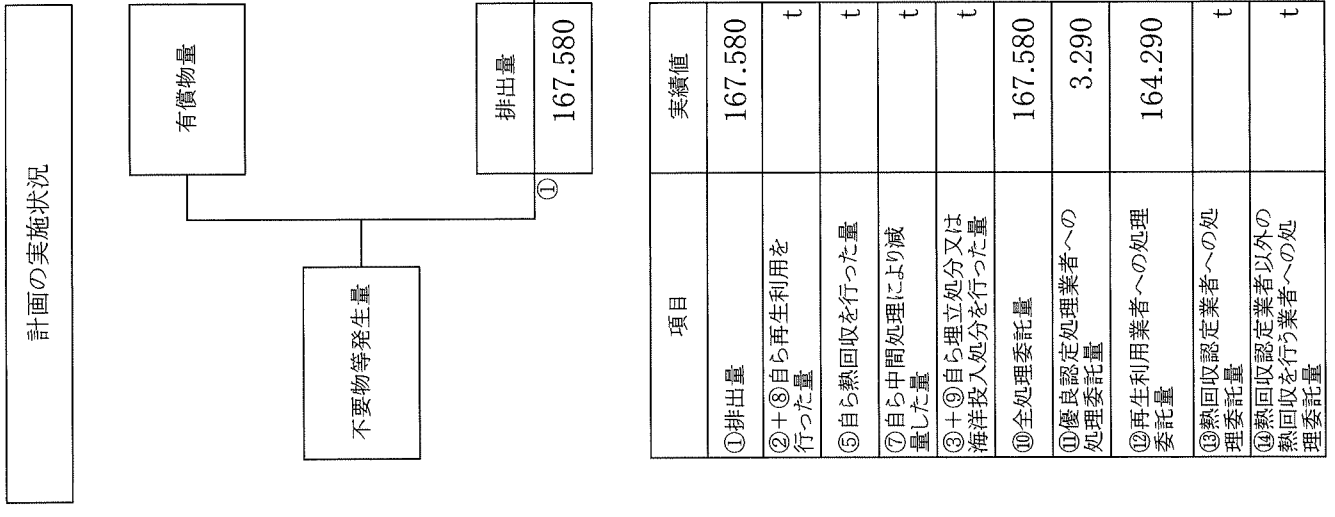 計画の実施状況
不要物等発生量
有償物量
①
排出量
167.580
項目
実績値
①排出量
167.580
②+⑧自ら再生利用を
行った量
t
⑤自ら熱回収を行った量
t
⑦自ら中間処理により減
量した量
t
③+⑨自ら埋立処分又は
海洋投入処分を行った量
t
⑩全処理委託量
167.580
⑪優良認定処理業者への
処理委託量
3.290
⑫再生利用業者への処理
委託量
164.290
⑬熱回収認定業者への処
理委託量
t
⑭熱回収認定業者以外の
熱回収を行う業者への処
理委託量
t